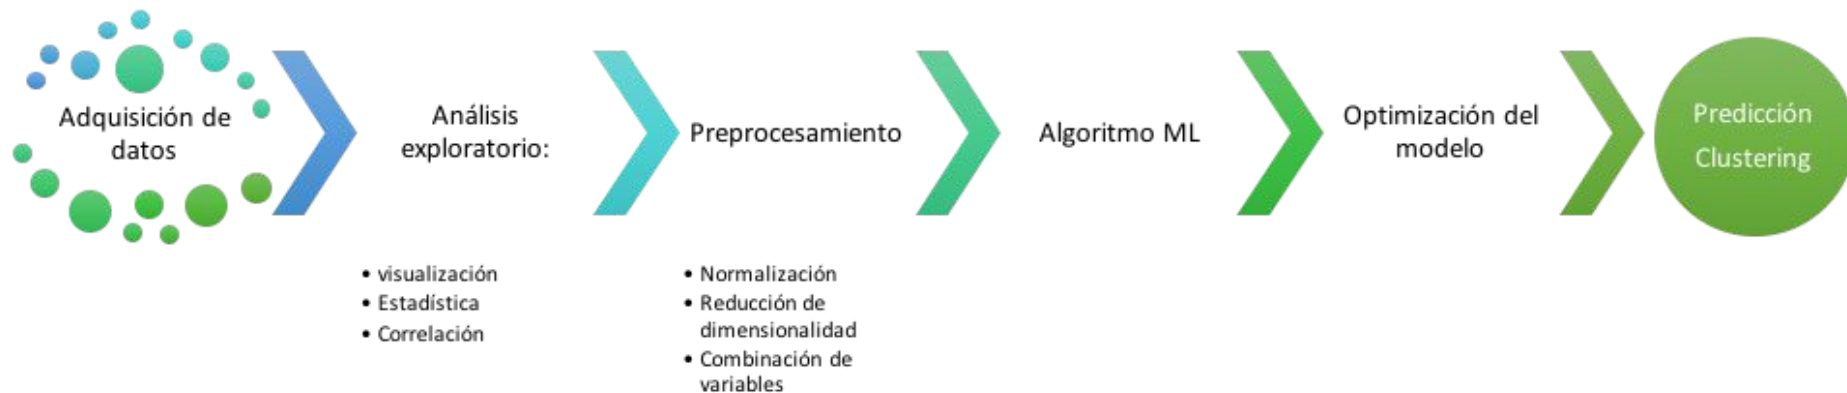 Adquisición de
datos
Análisis
exploratorio:
• visualización
• Estadística
• Correlación
Preprocesamiento
• Normalización
• Reducción de
dimensionalidad
• Combinación de
variables
Algoritmo ML
Optimización del
modelo
Predicción
Clustering